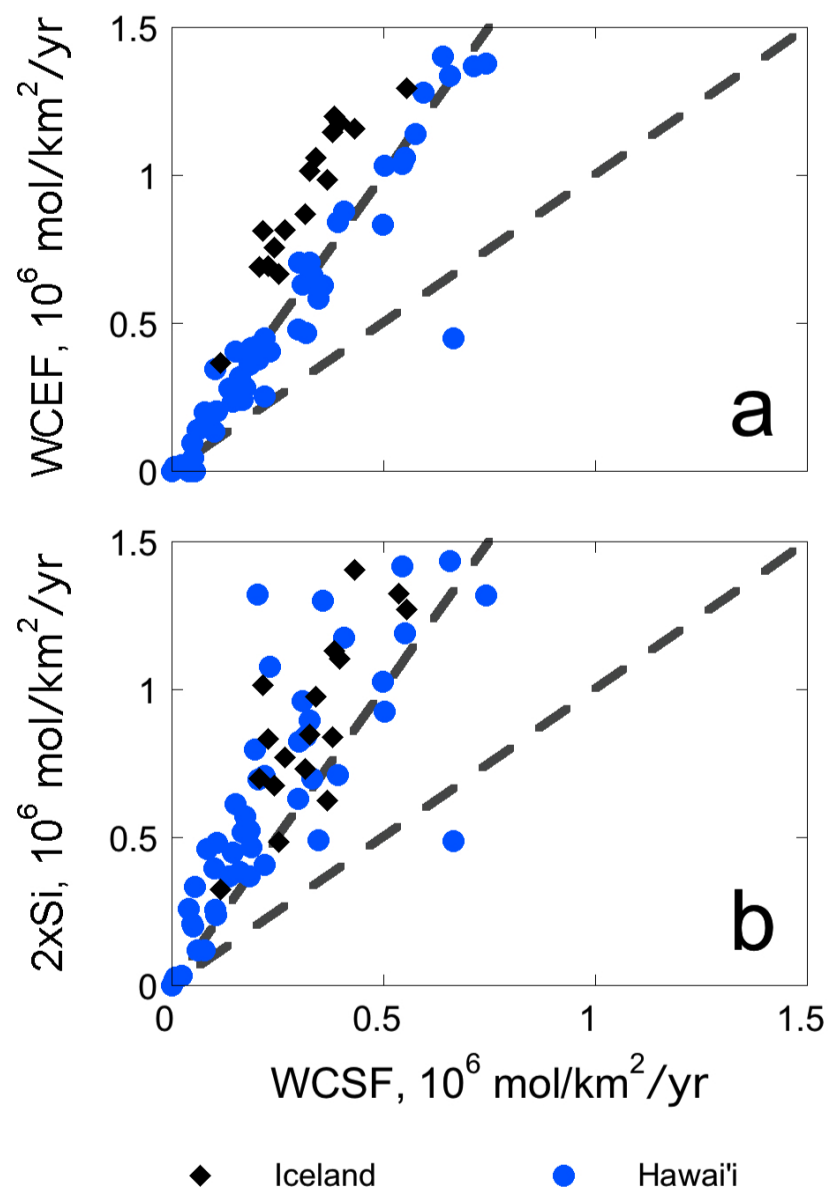 1.5
1
0.5
0
WCEF, 10⁶ mol/km²/yr
a
1.5
1
0.5
0
2xSi, 10⁶ mol/km²/yr
b
0 0.5 1 1.5
WCSF, 10⁶ mol/km²/yr
Iceland Hawai'i